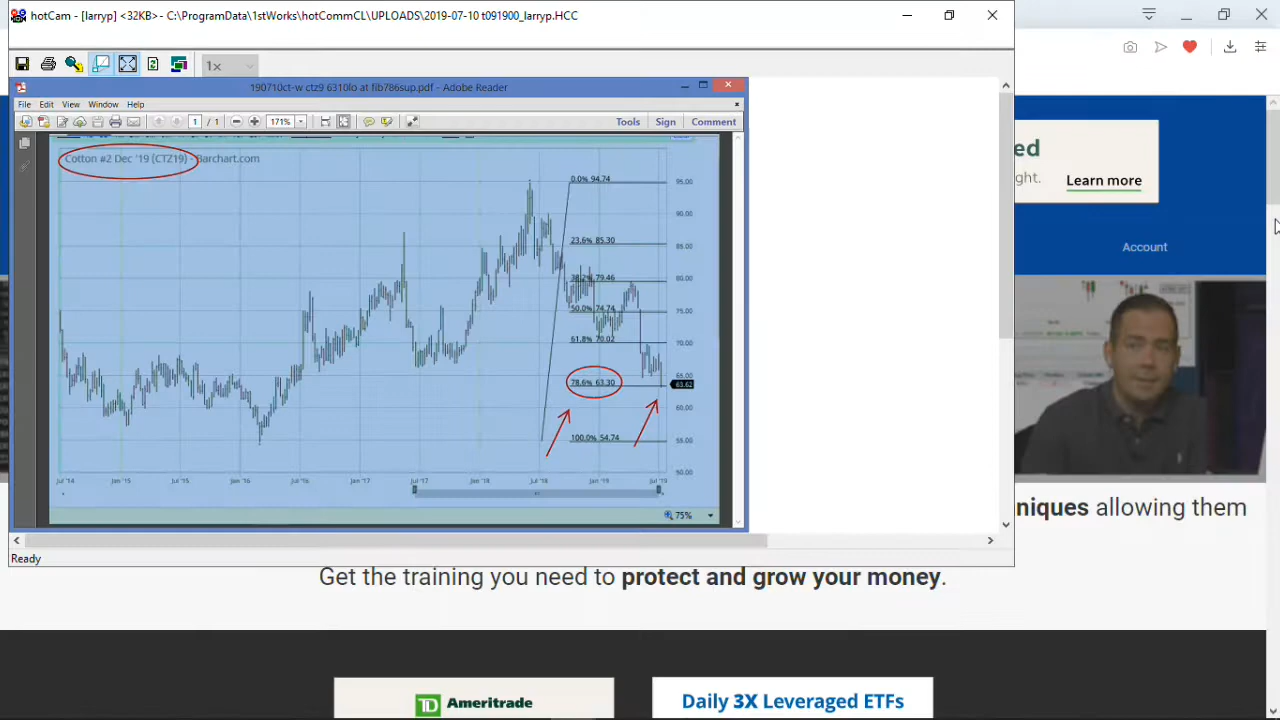 hotCam - [larryp] <32KB> - C:\ProgramData\1stWorks\hotCommCL\UPLOADS\2019-07-10 t091900_larryp.HCC
1x
190710ct-w ctz9 6310lo at fib786sup.pdf - Adobe Reader
File Edit View Window Help
1 / 1 171% Tools Sign Comment
Cotton #2 Dec '19 (CTZ19) - Barchart.com
0.0% 94.74
23.6% 85.30
38.2% 79.46
50.0% 74.74
61.8% 70.02
78.6% 63.30
100.0% 54.74
95.00
90.00
85.00
80.00
75.00
70.00
65.00
63.62
60.00
55.00
50.00
Jul '14 Jan '15 Jul '15 Jan '16 Jul '16 Jan '17 Jul '17 Jan '18 Jul '18 Jan '19 Jul '19
75%
Ready
ed
ght. Learn more
Account
niques allowing them
Get the training you need to protect and grow your money.
TD Ameritrade
Daily 3X Leveraged ETFs